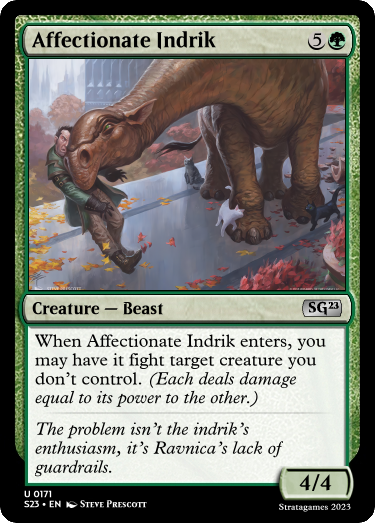 Affectionate Indrik 5
Creature — Beast SG23
When Affectionate Indrik enters, you
may have it fight target creature you
don't control. (Each deals damage
equal to its power to the other.)
The problem isn't the indrik's
enthusiasm, it's Ravnica's lack of
guardrails.
4/4
U 0171
S23 • EN Steve Prescott
Stratagames 2023